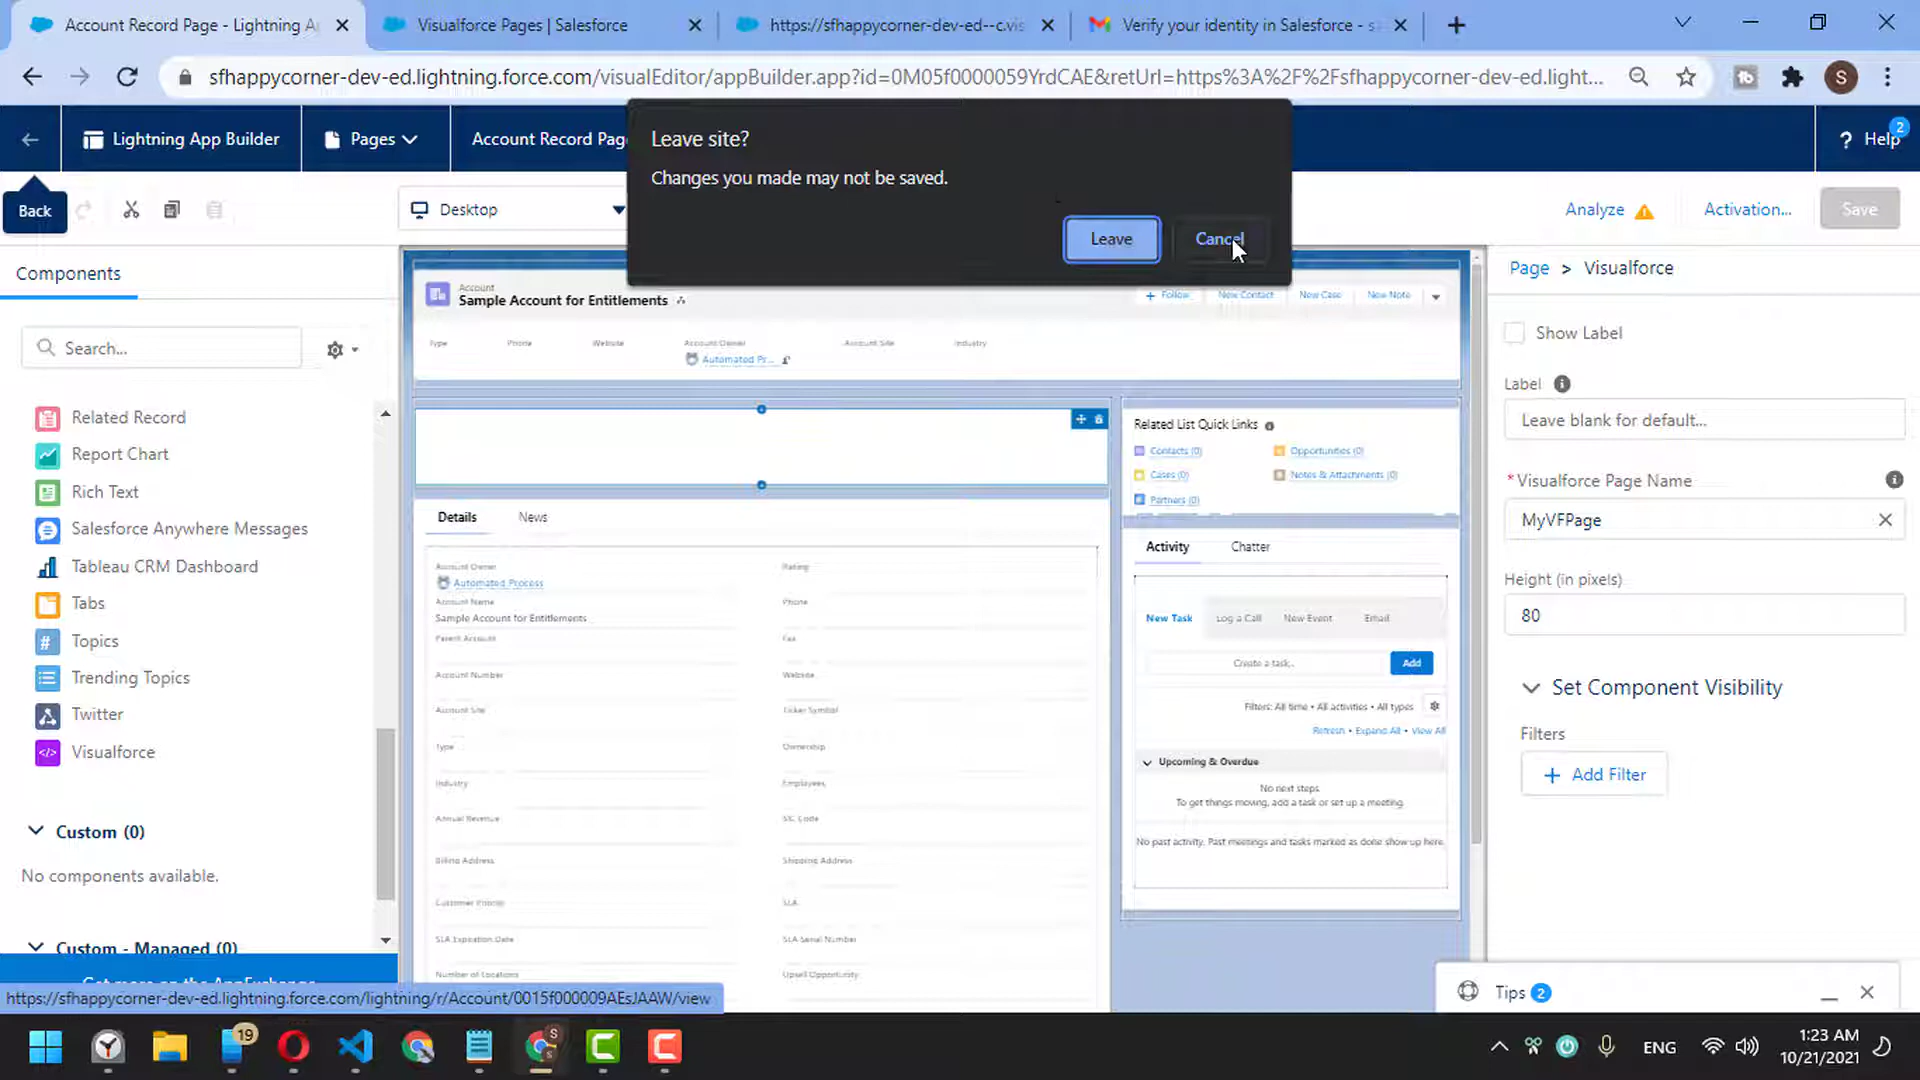 Account Record Page - Lightning A
Visualforce Pages | Salesforce
https://sfhappycorner-dev-ed--c.vis
Verify your identity in Salesforce - s
sfhappycorner-dev-ed.lightning.force.com/visualEditor/appBuilder.app?id=0M05f0000059YrdCAE&retUrl=https%3A%2F%2Fsfhappycorner-dev-ed.light...
S
Lightning App Builder
Pages
Account Record Pag
? Help
2
Leave site?
Changes you made may not be saved.
Leave
Cancel
Back
Desktop
Analyze
Activation...
Save
Components
Search...
Related Record
Report Chart
Rich Text
Salesforce Anywhere Messages
Tableau CRM Dashboard
Tabs
Topics
Trending Topics
Twitter
Visualforce
Custom (0)
No components available.
Custom - Managed (0)
Get more on the AppExchange
https://sfhappycorner-dev-ed.lightning.force.com/lightning/r/Account/0015f000009AEsJAAW/view
Account
Sample Account for Entitlements
+ Follow
New Contact
New Case
New Note
Type
Phone
Website
Account Owner
Account Site
Industry
Automated Pr...
Related List Quick Links
Contacts (0)
Opportunities (0)
Cases (0)
Notes & Attachments (0)
Partners (0)
Details
News
Account Owner
Automated Process
Rating
Account Name
Sample Account for Entitlements
Phone
Parent Account
Fax
Account Number
Website
Account Site
Ticker Symbol
Type
Ownership
Industry
Employees
Annual Revenue
SIC Code
Billing Address
Shipping Address
Customer Priority
SLA
SLA Expiration Date
SLA Serial Number
Number of Locations
Upsell Opportunity
Activity
Chatter
New Task
Log a Call
New Event
Email
Create a task...
Add
Filters: All time • All activities • All types
Refresh • Expand All • View All
Upcoming & Overdue
No next steps.
To get things moving, add a task or set up a meeting.
No past activity. Past meetings and tasks marked as done show up here.
Page > Visualforce
Show Label
Label
Leave blank for default...
* Visualforce Page Name
MyVFPage
Height (in pixels)
80
Set Component Visibility
Filters
+ Add Filter
Tips 2
19
S
ENG
1:23 AM
10/21/2021